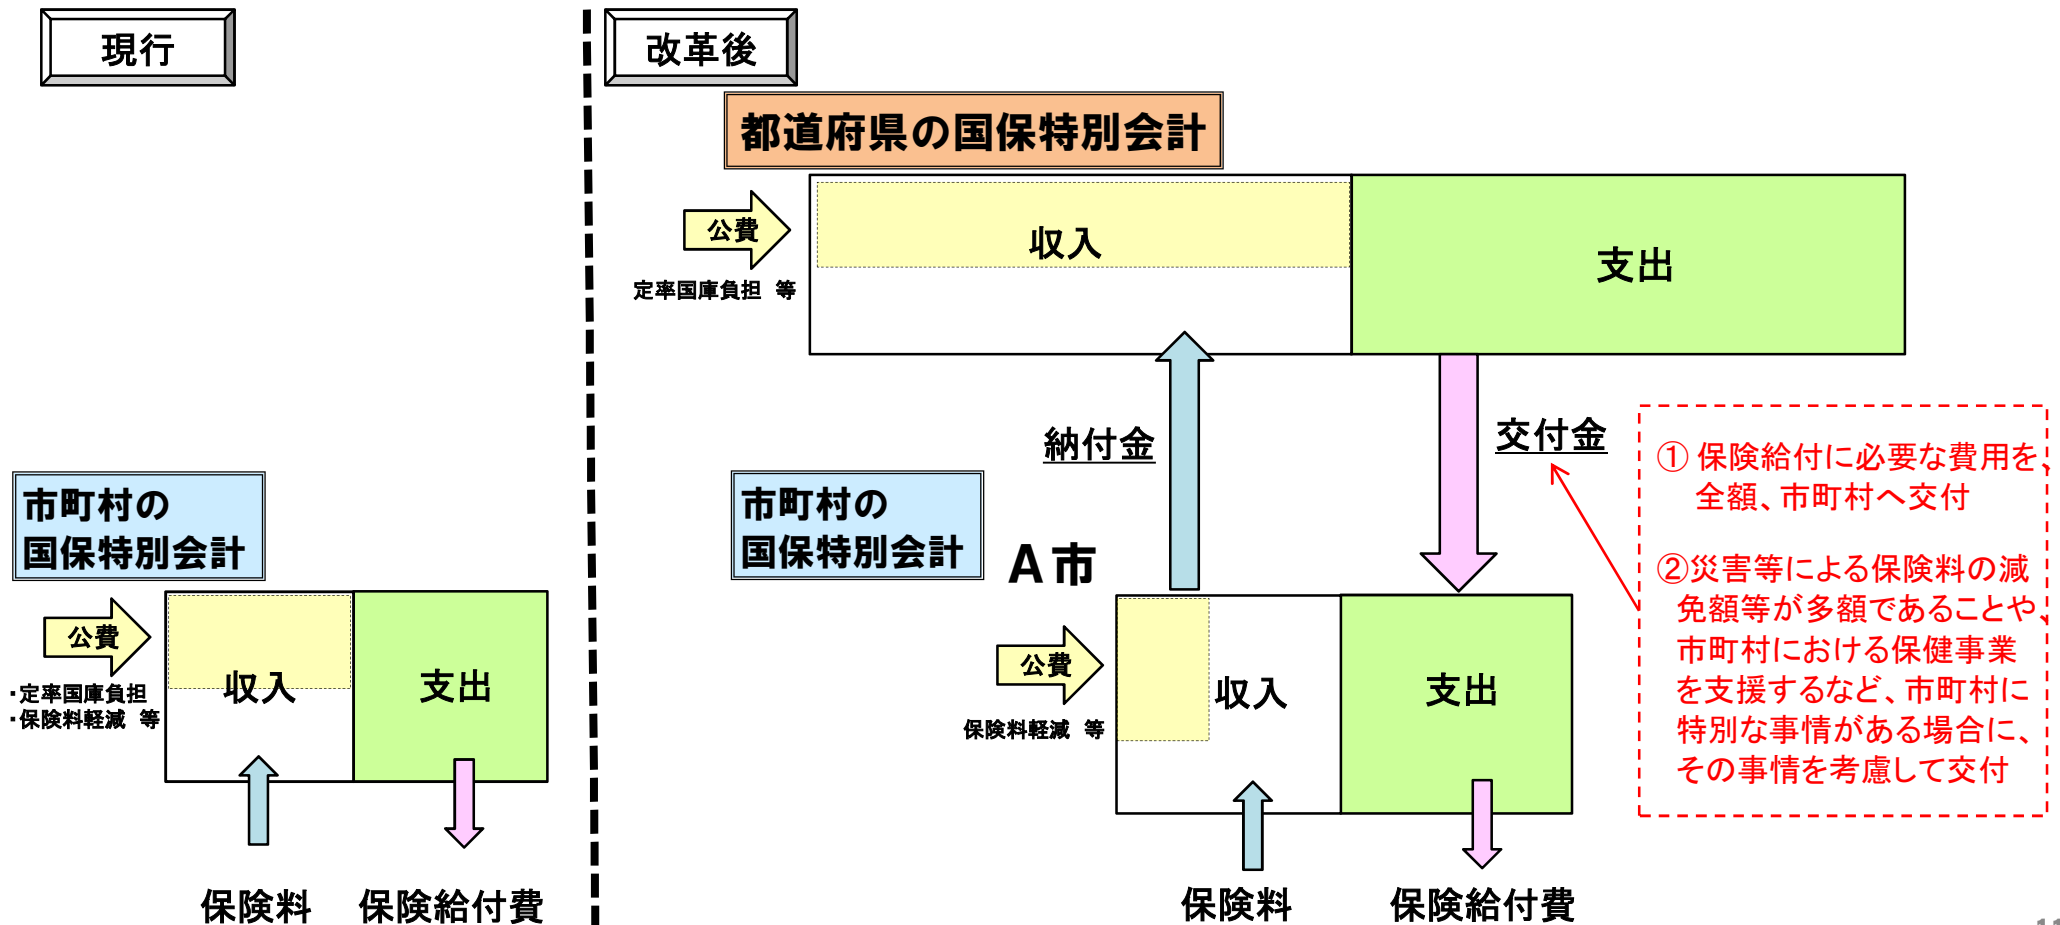 現行
市町村の
国保特別会計
公費
・定率国庫負担
・保険料軽減 等
収入
支出
保険料
保険給付費
改革後
都道府県の国保特別会計
公費
定率国庫負担 等
収入
支出
納付金
交付金
市町村の
国保特別会計
A市
公費
保険料軽減 等
収入
支出
保険料
保険給付費
① 保険給付に必要な費用を、
全額、市町村へ交付
②災害等による保険料の減
免額等が多額であることや、
市町村における保健事業
を支援するなど、市町村に
特別な事情がある場合に、
その事情を考慮して交付